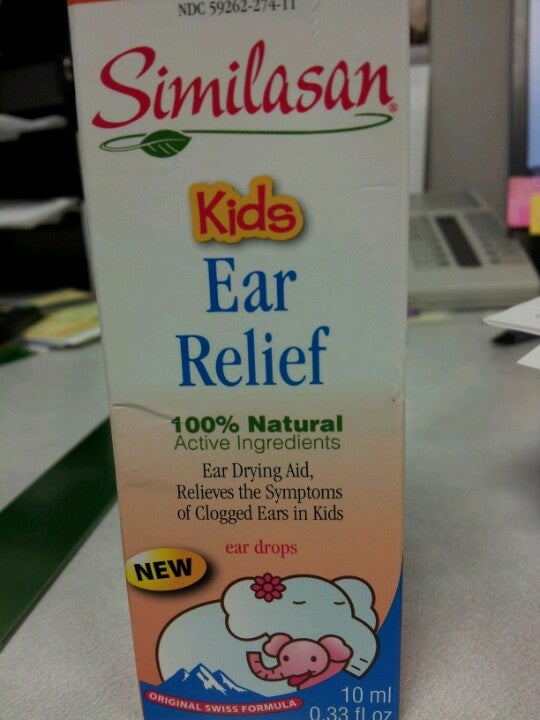 NDC 59262-274-11
Similasan®
Kids
Ear
Relief
100% Natural
Active Ingredients
Ear Drying Aid,
Relieves the Symptoms
of Clogged Ears in Kids
ear drops
NEW
ORIGINAL SWISS FORMULA
10 ml
0.33 fl oz